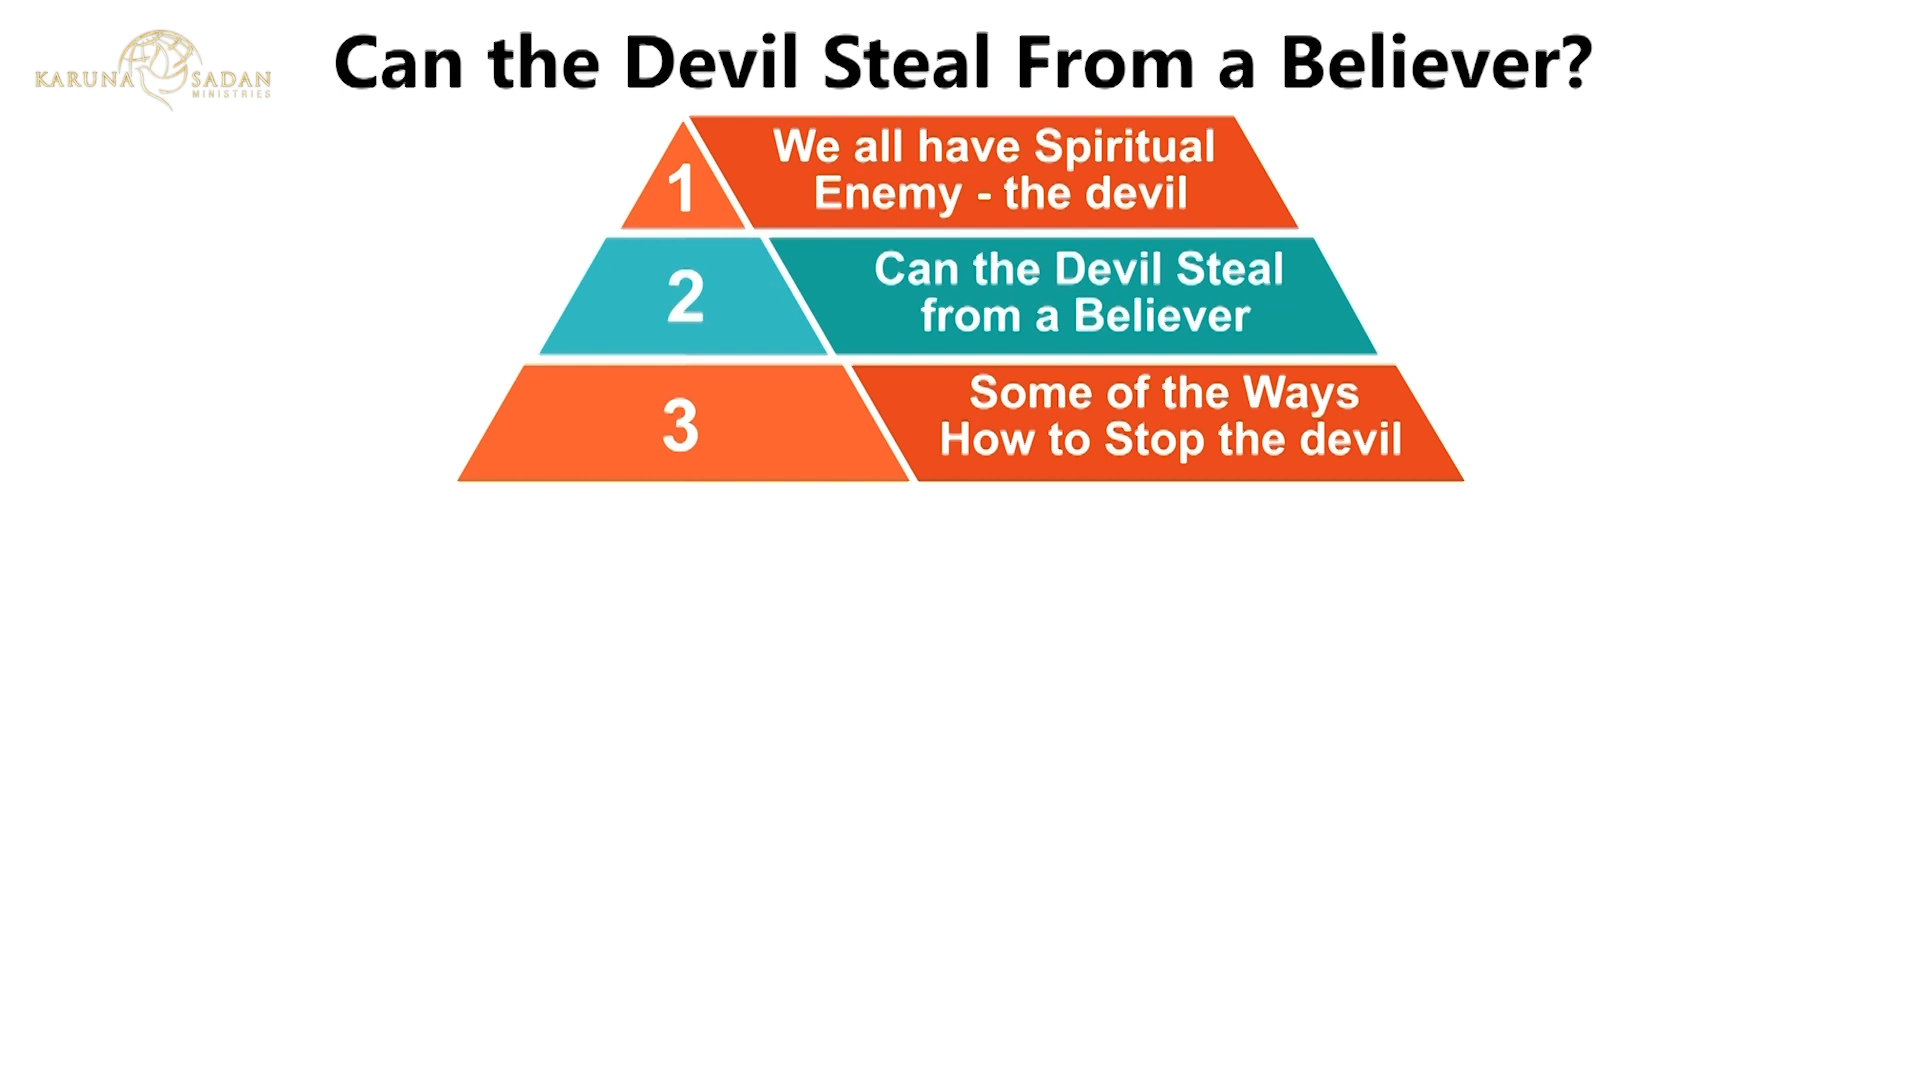 KARUNA SADAN
MINISTRIES
Can the Devil Steal From a Believer?
1
We all have Spiritual
Enemy - the devil
2
Can the Devil Steal
from a Believer
3
Some of the Ways
How to Stop the devil